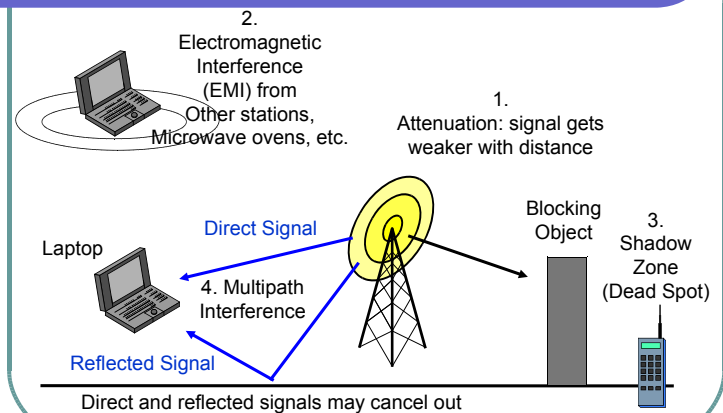 2.
Electromagnetic
Interference
(EMI) from
Other stations,
Microwave ovens, etc.
1.
Attenuation: signal gets
weaker with distance
Blocking
Object
3.
Shadow
Zone
(Dead Spot)
Direct Signal
Laptop
4. Multipath
Interference
Reflected Signal
Direct and reflected signals may cancel out